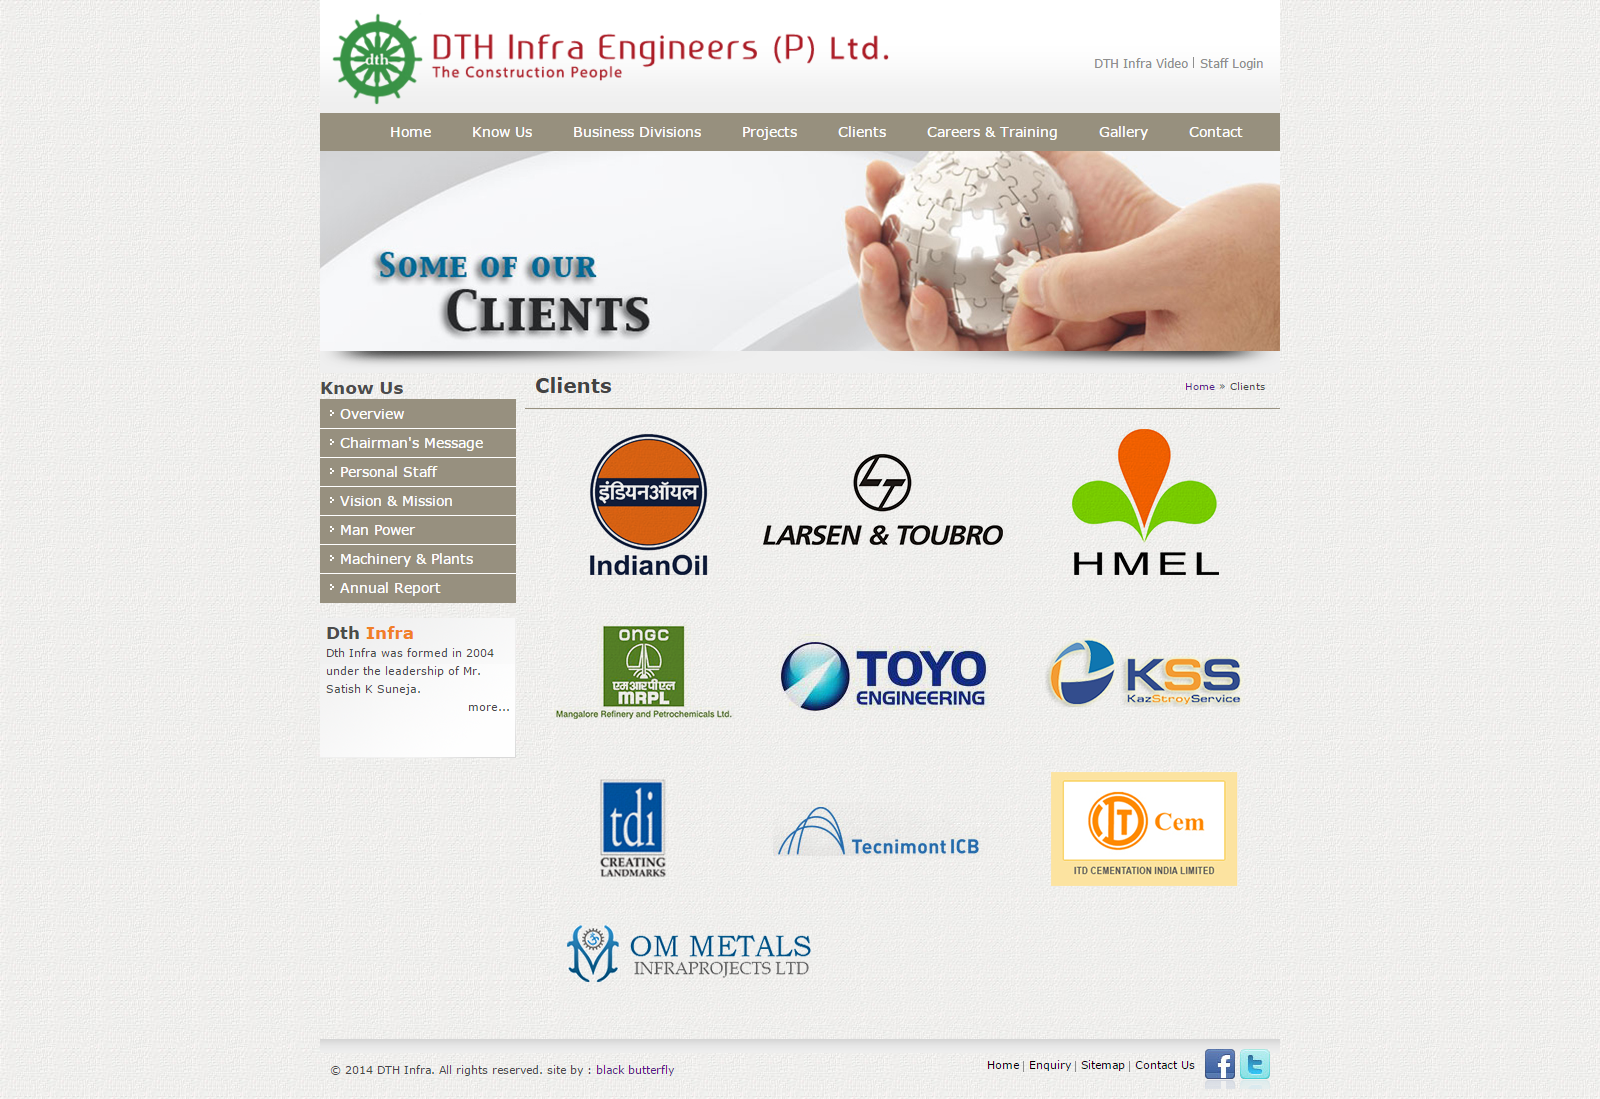 dth
DTH Infra Engineers (P) Ltd.
The Construction People
DTH Infra Video | Staff Login
Home
Know Us
Business Divisions
Projects
Clients
Careers & Training
Gallery
Contact
Some of our
Clients
Know Us
Overview
Chairman's Message
Personal Staff
Vision & Mission
Man Power
Machinery & Plants
Annual Report
Dth Infra
Dth Infra was formed in 2004
under the leadership of Mr.
Satish K Suneja.
more...
Clients
Home » Clients
इंडियनऑयल
IndianOil
LT
LARSEN & TOUBRO
HMEL
ONGC
एम आर पी एल
MRPL
Mangalore Refinery and Petrochemicals Ltd.
TOYO
ENGINEERING
KSS
KazStroyService
tdi
CREATING
LANDMARKS
Tecnimont ICB
ITD Cem
ITD CEMENTATION INDIA LIMITED
ॐ
OM METALS
INFRAPROJECTS LTD
© 2014 DTH Infra. All rights reserved. site by : black butterfly
Home | Enquiry | Sitemap | Contact Us
f
t